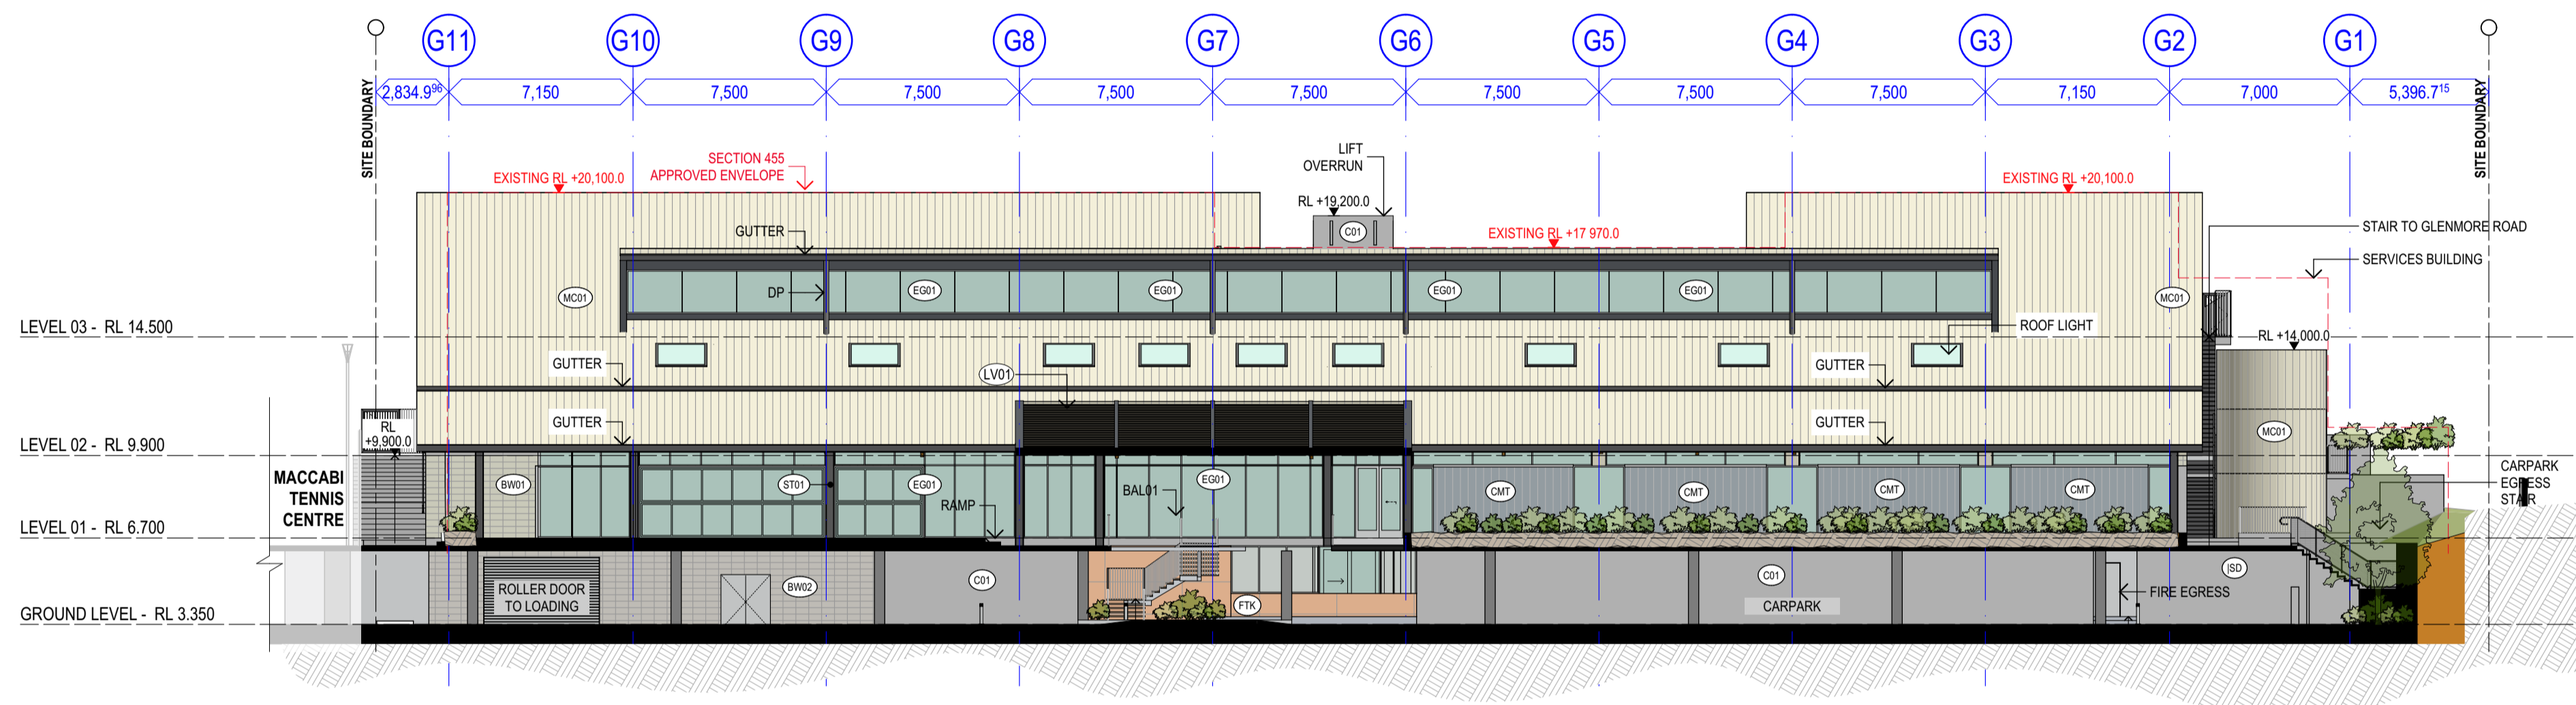 G11 G10 G9 G8 G7 G6 G5 G4 G3 G2 G1
2,834.9⁹⁶ 7,150 7,500 7,500 7,500 7,500 7,500 7,500 7,500 7,150 7,000 5,396.7¹⁵
SITE BOUNDARY
SITE BOUNDARY
SECTION 455
APPROVED ENVELOPE
EXISTING RL +20,100.0
LIFT
OVERRUN
EXISTING RL +20,100.0
RL +19,200.0
GUTTER
C01
EXISTING RL +17 970.0
STAIR TO GLENMORE ROAD
SERVICES BUILDING
MC01
DP
EG01
EG01
EG01
EG01
MC01
LEVEL 03 - RL 14.500
ROOF LIGHT
RL +14,000.0
GUTTER
LV01
GUTTER
GUTTER
GUTTER
RL
+9,900.0
LEVEL 02 - RL 9.900
MC01
MACCABI
TENNIS
CENTRE
BW01
ST01
EG01
EG01
BAL01
RAMP
CMT
CMT
CMT
CMT
CARPARK
EGRESS
STAIR
LEVEL 01 - RL 6.700
ROLLER DOOR
TO LOADING
BW02
C01
FTK
C01
CARPARK
FIRE EGRESS
|SD
GROUND LEVEL - RL 3.350